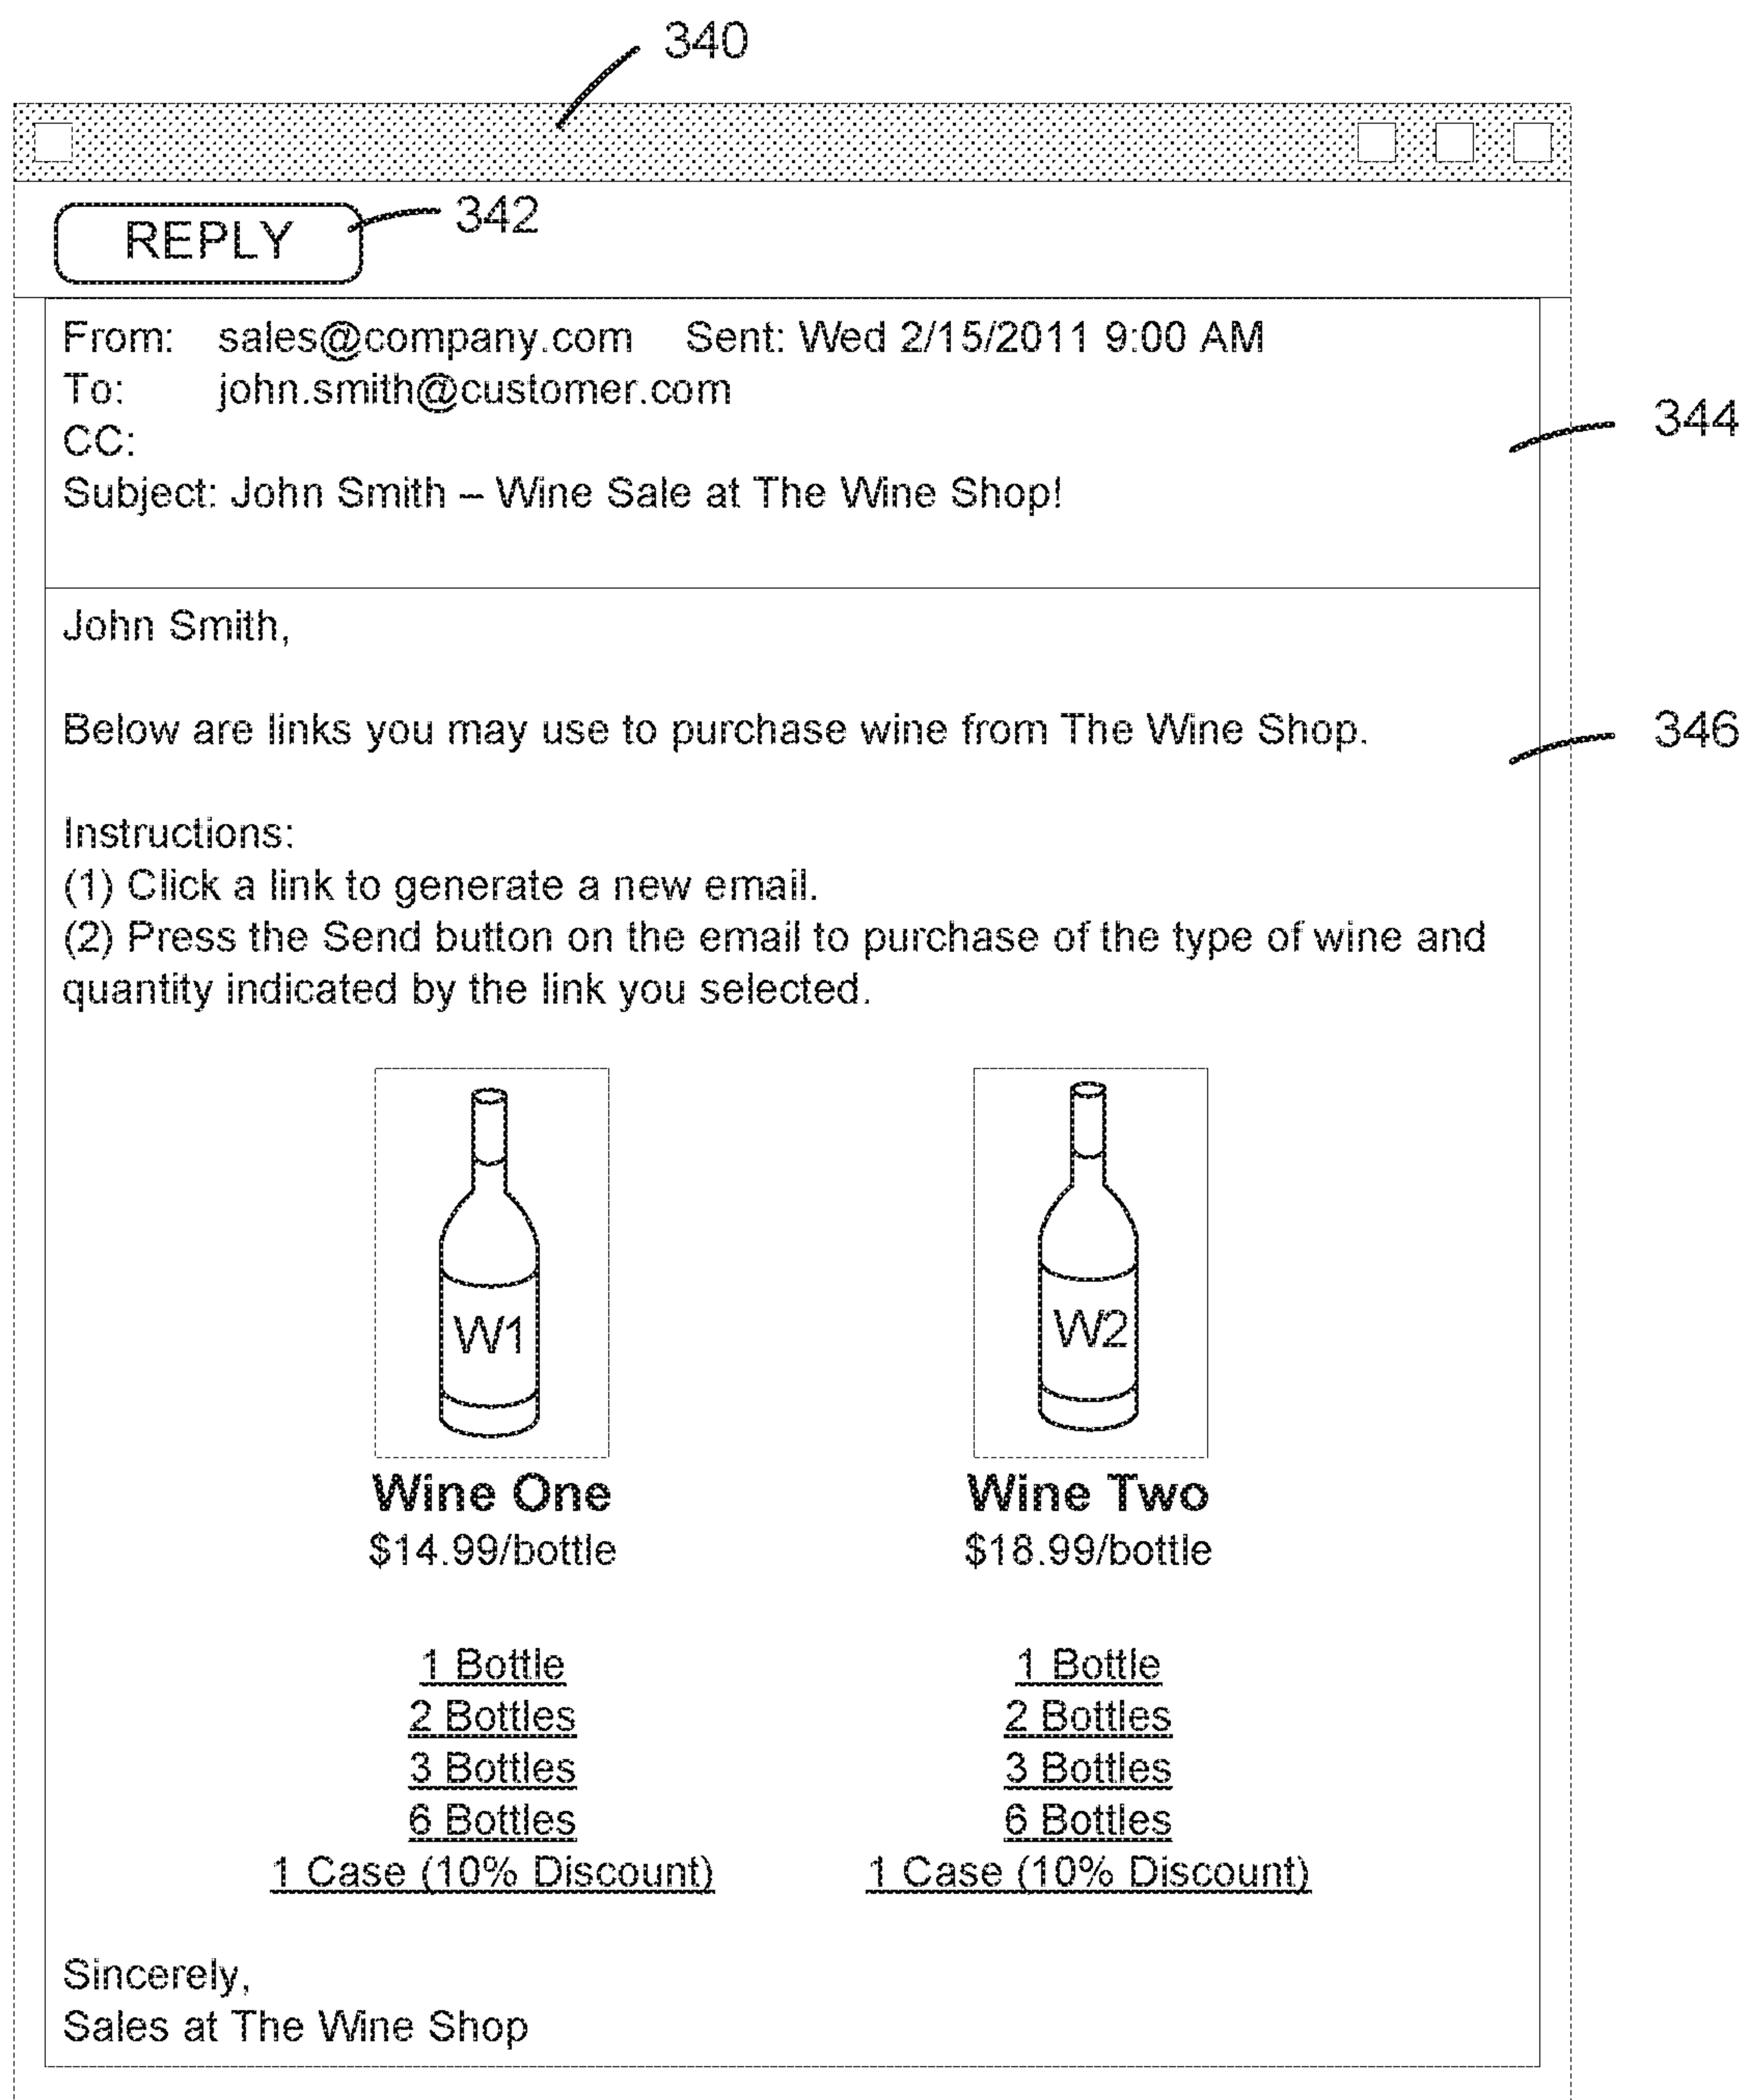 340
REPLY 342
From: sales@company.com Sent: Wed 2/15/2011 9:00 AM
To: john.smith@customer.com
344
CC:
Subject: John Smith – Wine Sale at The Wine Shop!
John Smith,
Below are links you may use to purchase wine from The Wine Shop.
346
Instructions:
(1) Click a link to generate a new email.
(2) Press the Send button on the email to purchase of the type of wine and
quantity indicated by the link you selected.
W1 W2
Wine One Wine Two
$14.99/bottle $18.99/bottle
1 Bottle 1 Bottle
2 Bottles 2 Bottles
3 Bottles 3 Bottles
6 Bottles 6 Bottles
1 Case (10% Discount) 1 Case (10% Discount)
Sincerely,
Sales at The Wine Shop